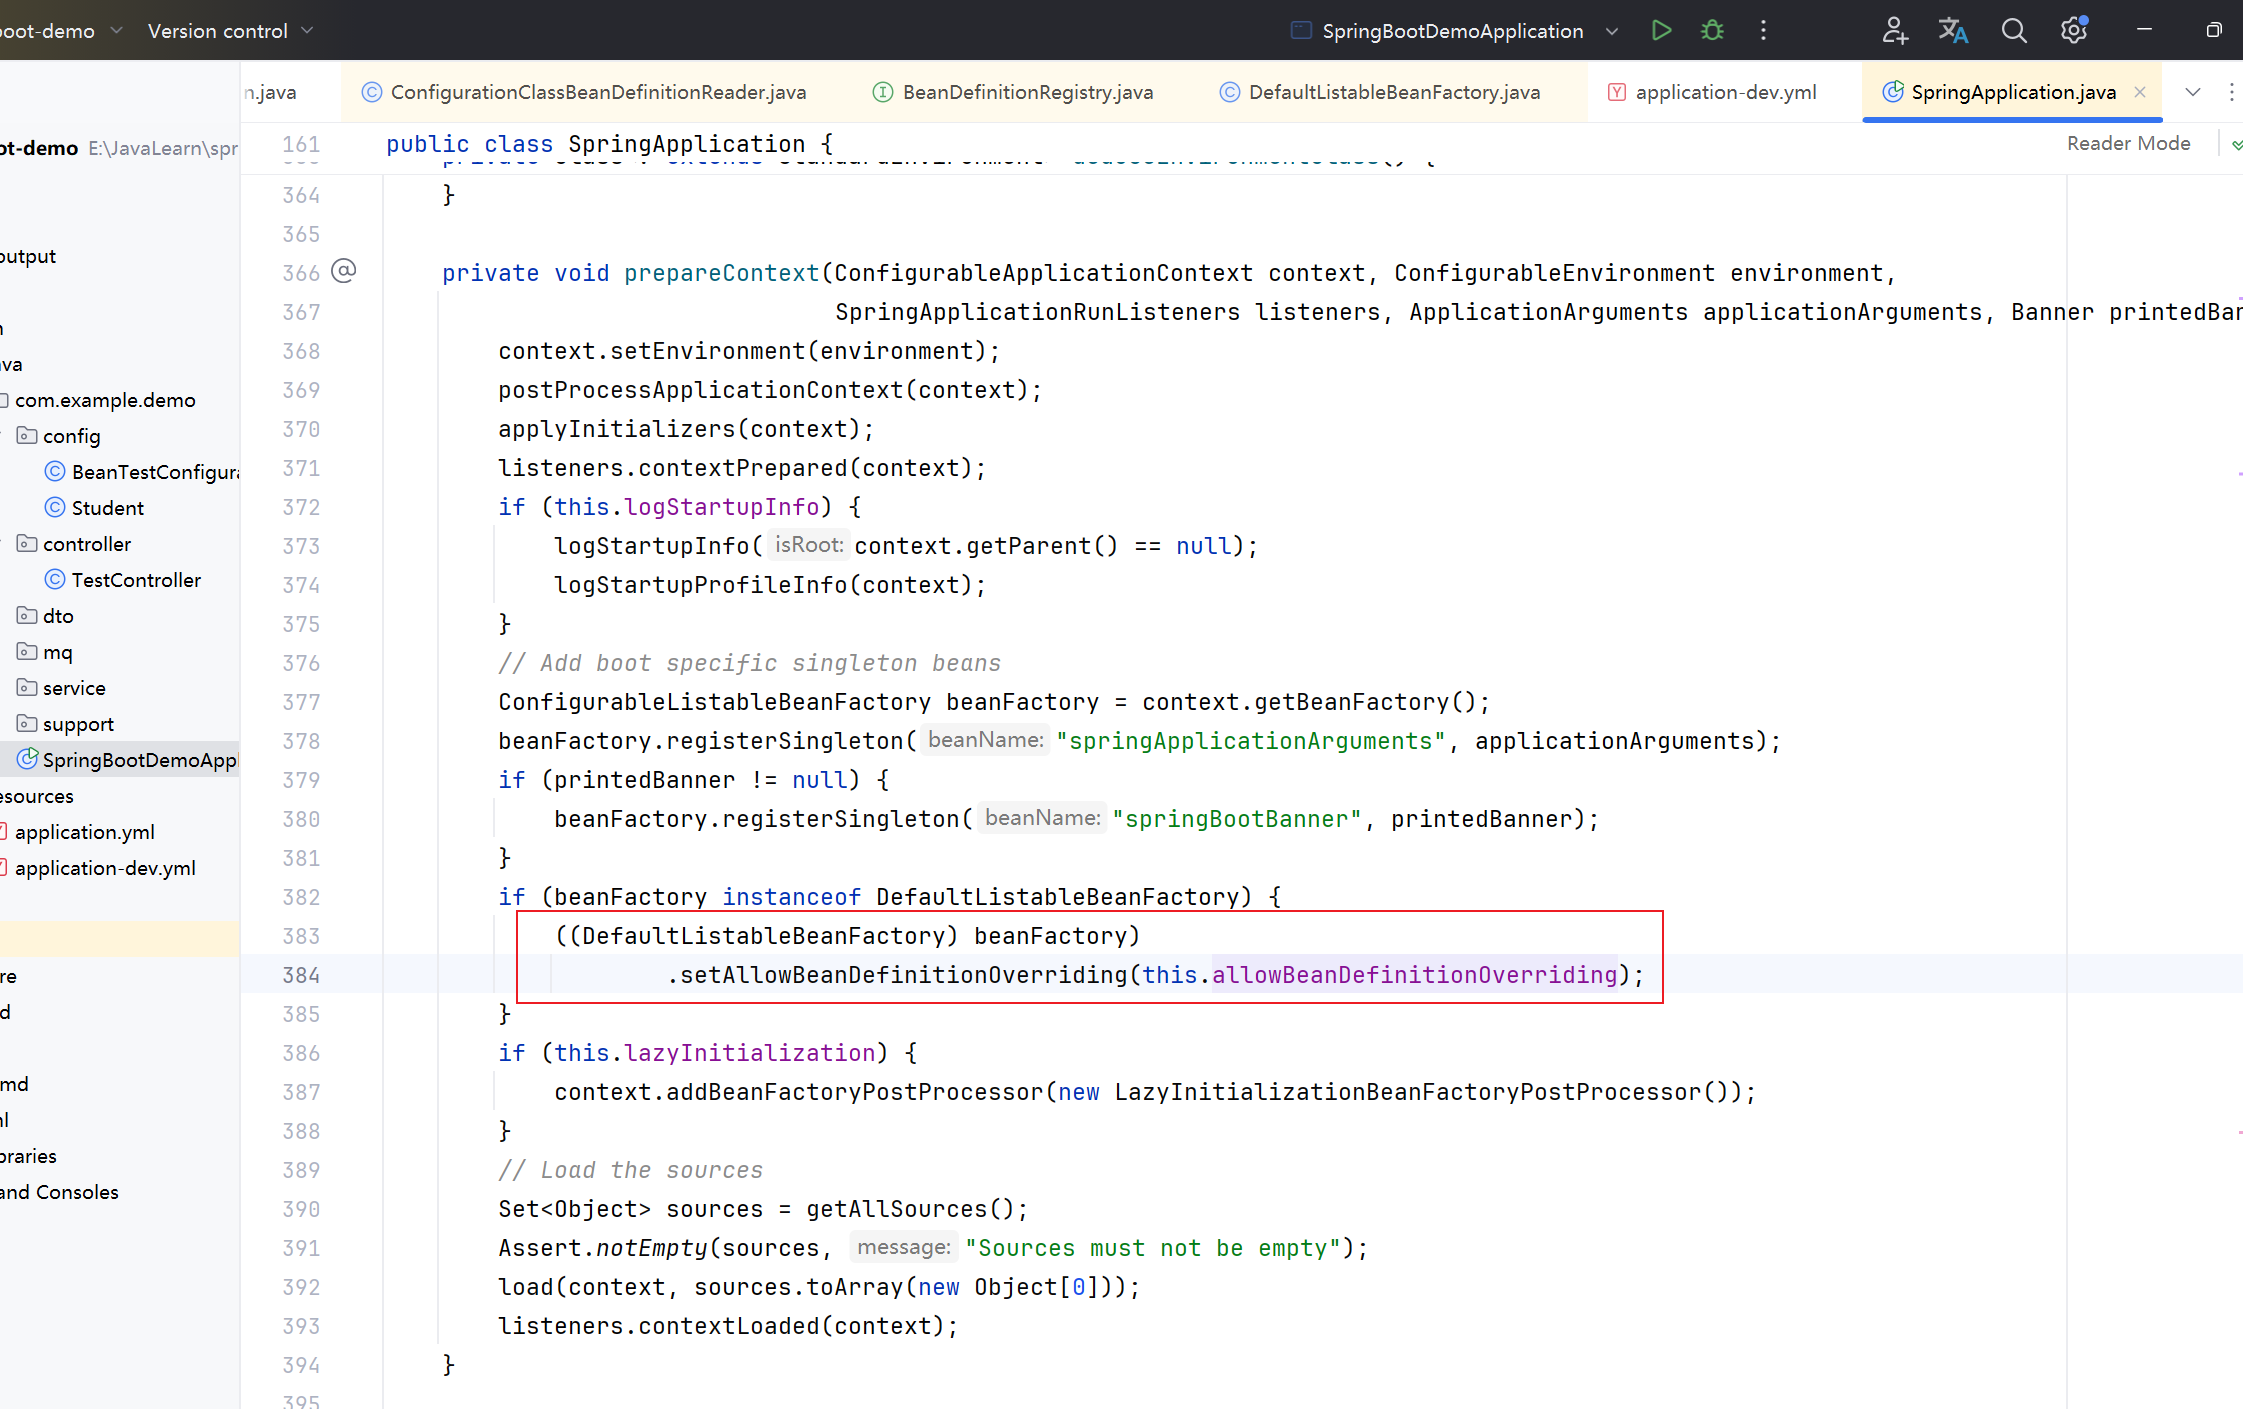 oot-demo Version control SpringBootDemoApplication
n.java ConfigurationClassBeanDefinitionReader.java BeanDefinitionRegistry.java DefaultListableBeanFactory.java application-dev.yml SpringApplication.java
ot-demo E:\JavaLearn\spr
output
n
ava
com.example.demo
config
BeanTestConfigura
Student
controller
TestController
dto
mq
service
support
SpringBootDemoAppl
esources
application.yml
application-dev.yml
re
d
md
ml
braries
and Consoles
Reader Mode
161 public class SpringApplication {
364 }
365
366 private void prepareContext(ConfigurableApplicationContext context, ConfigurableEnvironment environment,
367 SpringApplicationRunListeners listeners, ApplicationArguments applicationArguments, Banner printedBan
368 context.setEnvironment(environment);
369 postProcessApplicationContext(context);
370 applyInitializers(context);
371 listeners.contextPrepared(context);
372 if (this.logStartupInfo) {
373 logStartupInfo( isRoot: context.getParent() == null);
374 logStartupProfileInfo(context);
375 }
376 // Add boot specific singleton beans
377 ConfigurableListableBeanFactory beanFactory = context.getBeanFactory();
378 beanFactory.registerSingleton( beanName: "springApplicationArguments", applicationArguments);
379 if (printedBanner != null) {
380 beanFactory.registerSingleton( beanName: "springBootBanner", printedBanner);
381 }
382 if (beanFactory instanceof DefaultListableBeanFactory) {
383 ((DefaultListableBeanFactory) beanFactory)
384 .setAllowBeanDefinitionOverriding(this.allowBeanDefinitionOverriding);
385 }
386 if (this.lazyInitialization) {
387 context.addBeanFactoryPostProcessor(new LazyInitializationBeanFactoryPostProcessor());
388 }
389 // Load the sources
390 Set<Object> sources = getAllSources();
391 Assert.notEmpty(sources, message: "Sources must not be empty");
392 load(context, sources.toArray(new Object[0]));
393 listeners.contextLoaded(context);
394 }
395